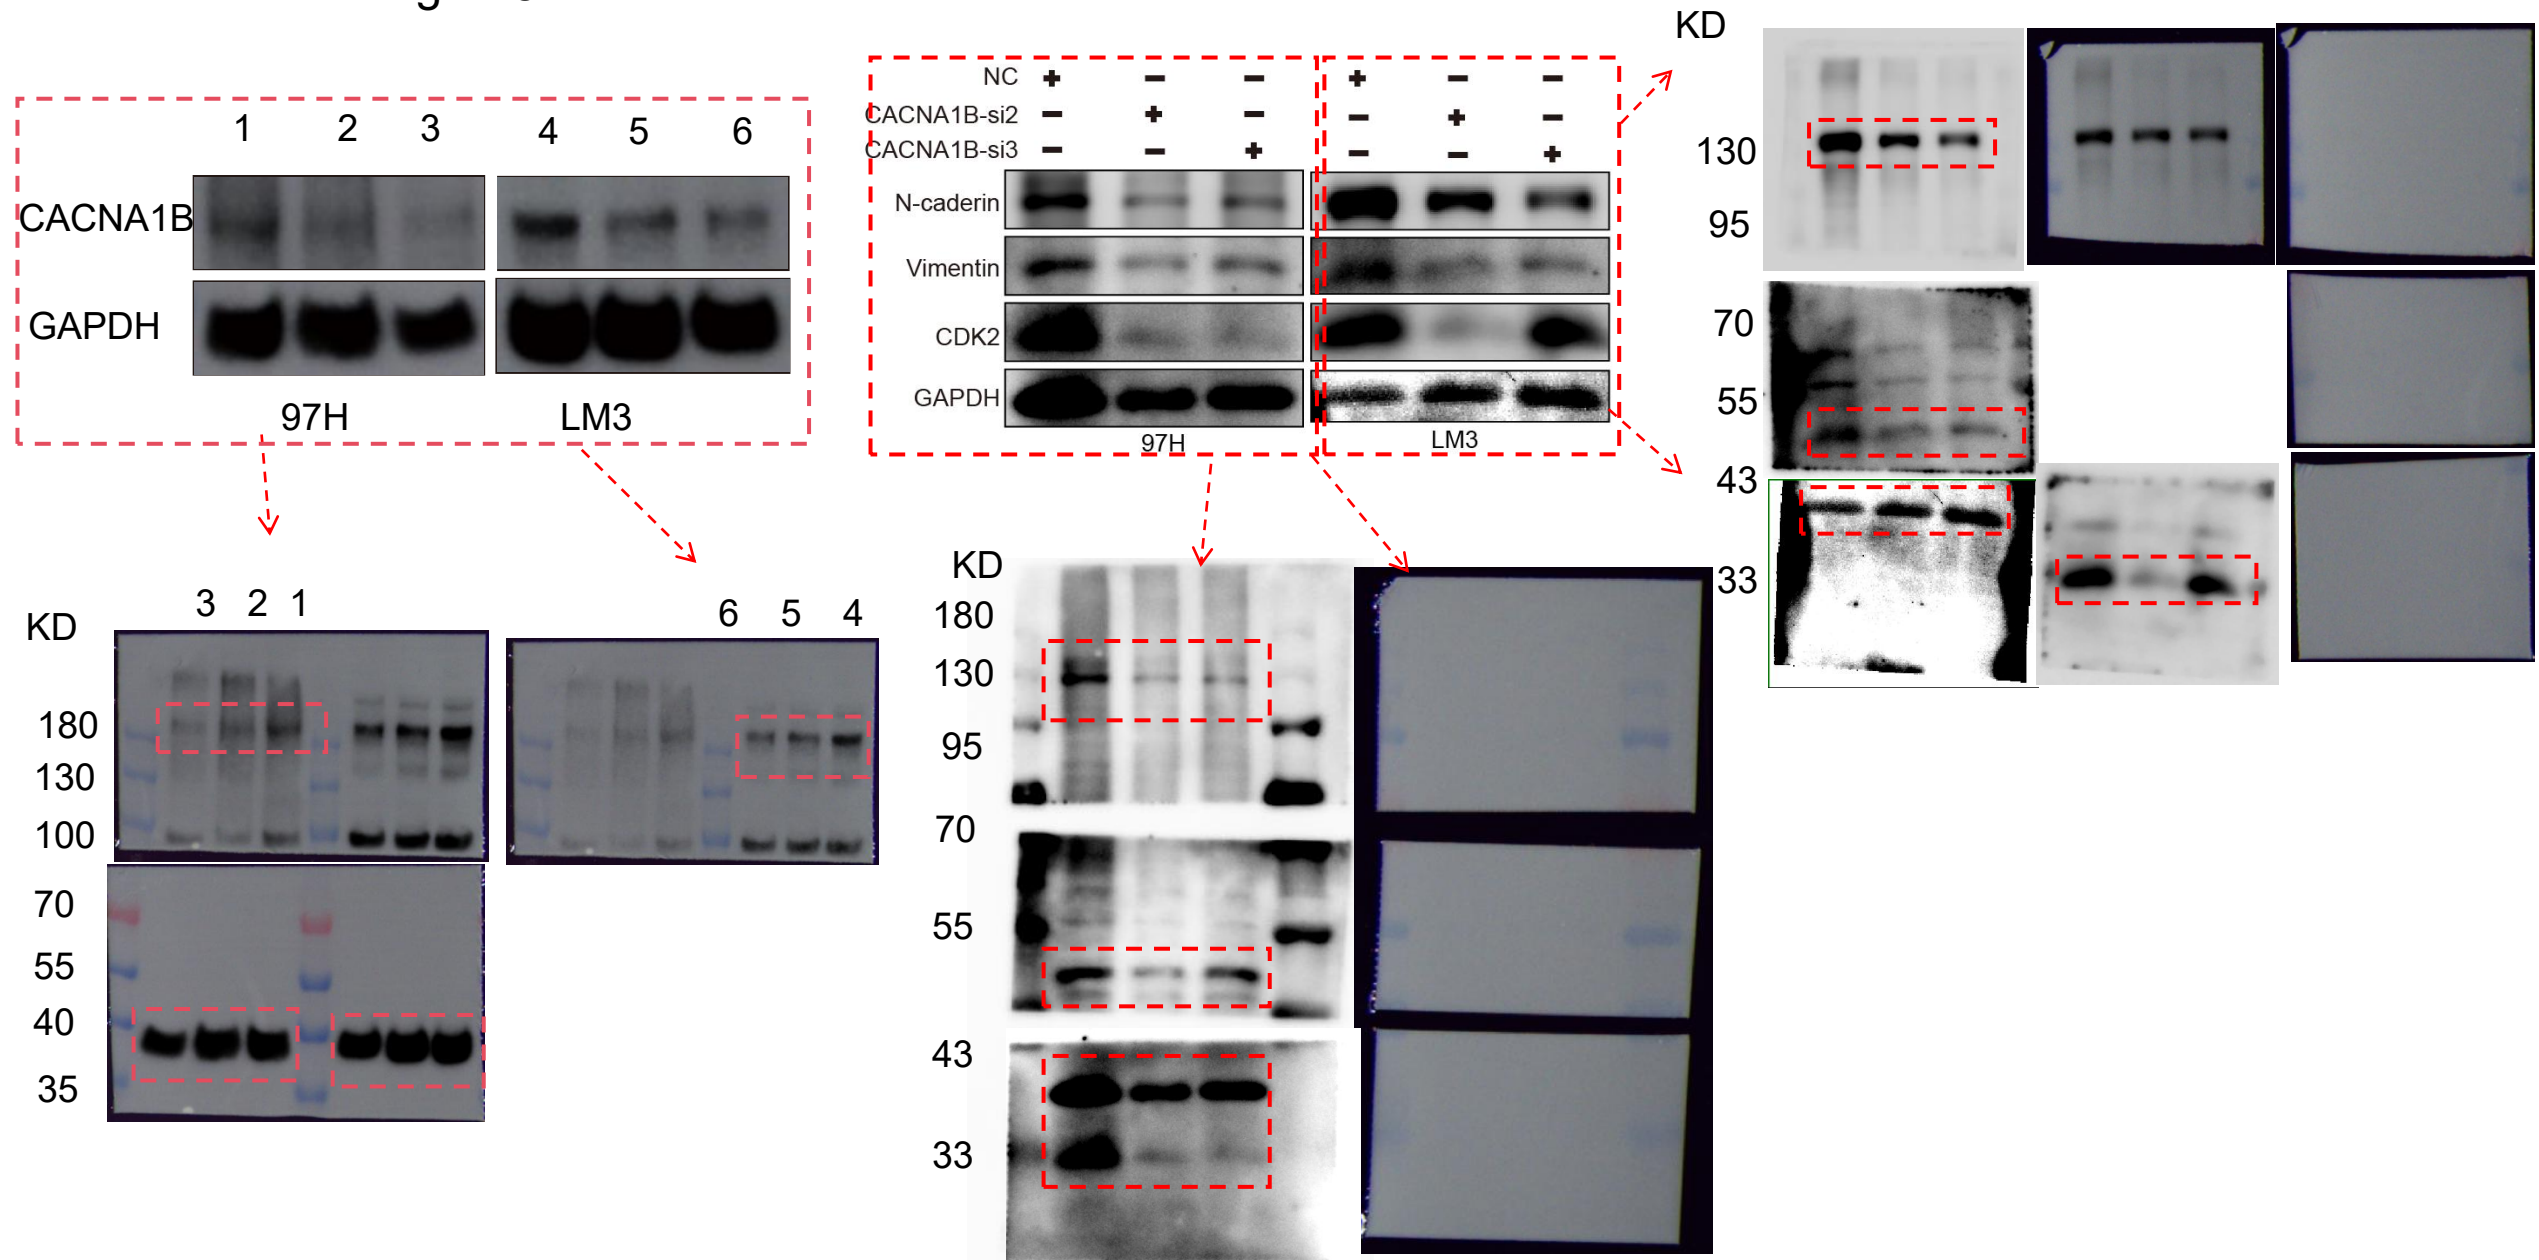 1 2 3 4 5 6
CACNA1B
GAPDH
97H LM3
NC + − − + − −
CACNA1B-si2 − + − − + −
CACNA1B-si3 − − + − − +
N-caderin
Vimentin
CDK2
GAPDH
97H LM3
KD
130
95
70
55
43
33
3 2 1
KD
180
130
100
70
55
40
35
6 5 4
KD
180
130
95
70
55
43
33